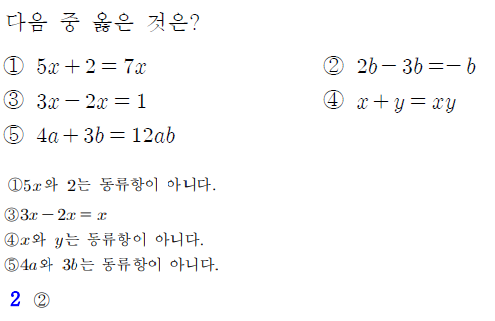 다음 중 옳은 것은?
① 5x + 2 = 7x ② 2b − 3b = − b
③ 3x − 2x = 1 ④ x + y = xy
⑤ 4a + 3b = 12ab
①5x와 2는 동류항이 아니다.
③3x − 2x = x
④x와 y는 동류항이 아니다.
⑤4a와 3b는 동류항이 아니다.
2 ②